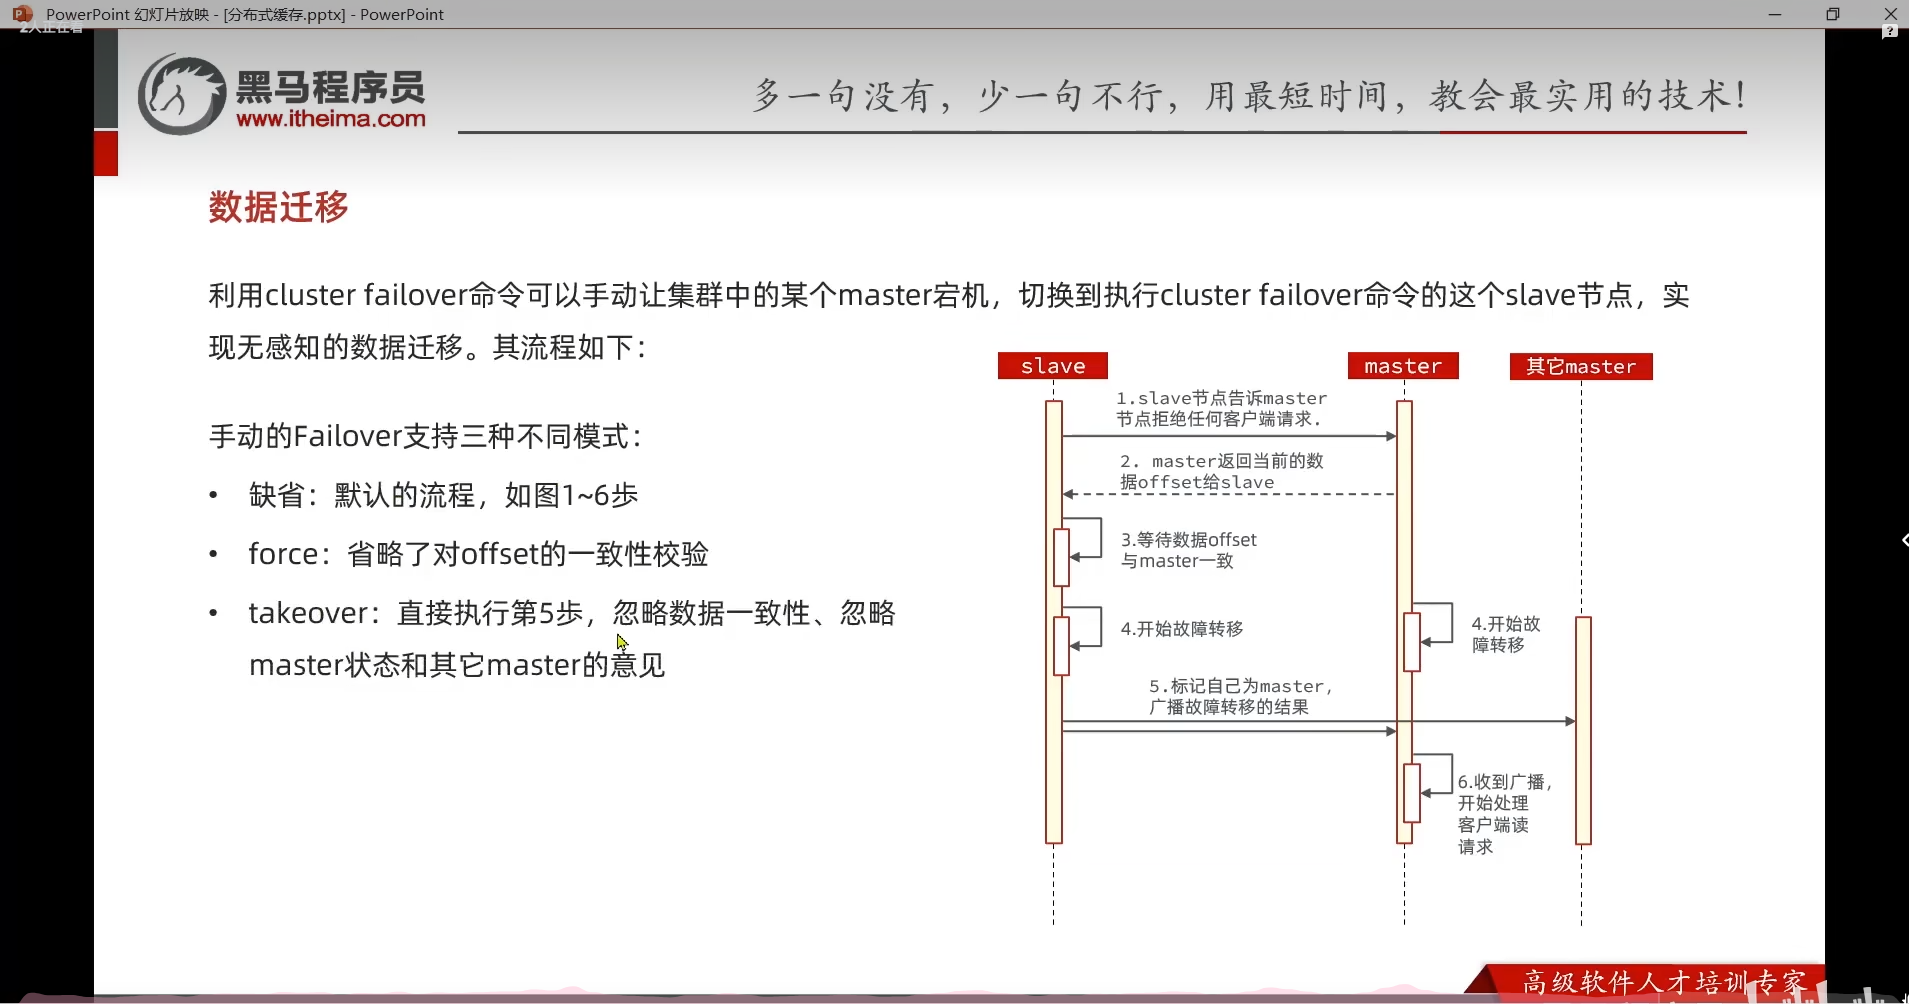 PowerPoint 幻灯片放映 - [分布式缓存.pptx] - PowerPoint
2人正在看
黑马程序员
www.itheima.com
多一句没有，少一句不行，用最短时间，教会最实用的技术！
数据迁移
利用cluster failover命令可以手动让集群中的某个master宕机，切换到执行cluster failover命令的这个slave节点，实
现无感知的数据迁移。其流程如下：
手动的Failover支持三种不同模式：
• 缺省：默认的流程，如图1~6歩
• force：省略了对offset的一致性校验
• takeover：直接执行第5歩，忽略数据一致性、忽略
master状态和其它master的意见
slave
master
其它master
1.slave节点告诉master
节点拒绝任何客户端请求.
2. master返回当前的数
据offset给slave
3.等待数据offset
与master一致
4.开始故障转移
4.开始故
障转移
5.标记自己为master,
广播故障转移的结果
6.收到广播，
开始处理
客户端读
请求
高级软件人才培训专家